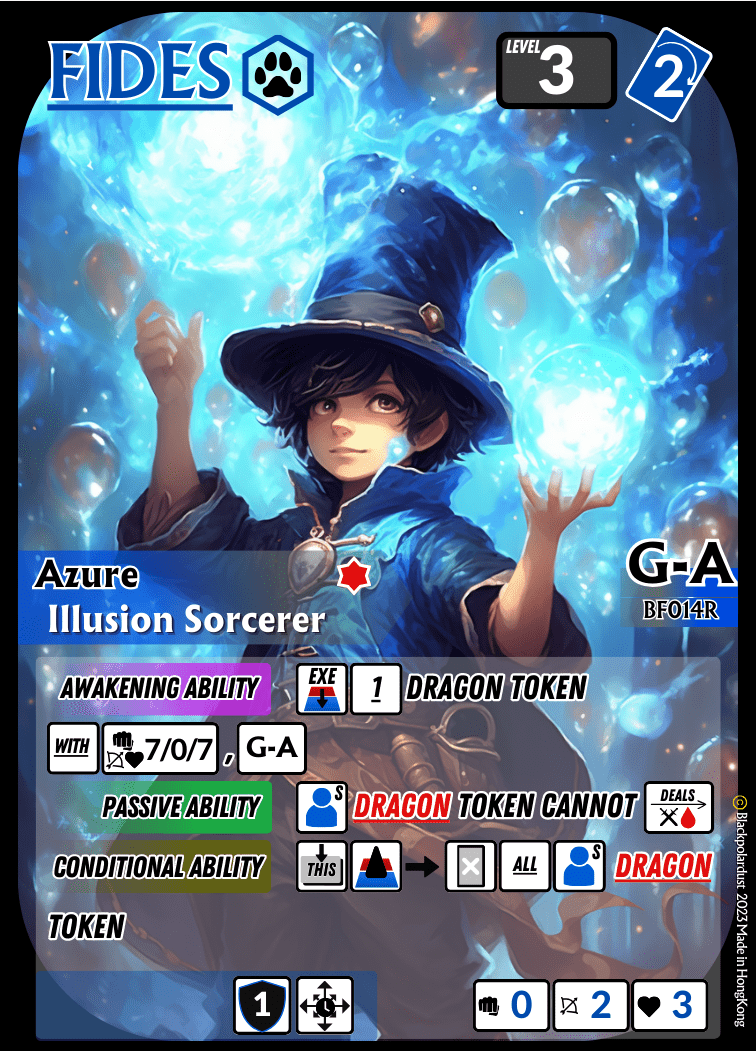 FIDES
LEVEL 3
2
Azure
Illusion Sorcerer
G-A
BF014R
AWAKENING ABILITY EXE 1 DRAGON TOKEN
WITH 7/0/7 , G-A
PASSIVE ABILITY S DRAGON TOKEN CANNOT DEALS
CONDITIONAL ABILITY THIS ALL S DRAGON
TOKEN
1 0 2 3
© Blackpolardust 2023 Made in HongKong